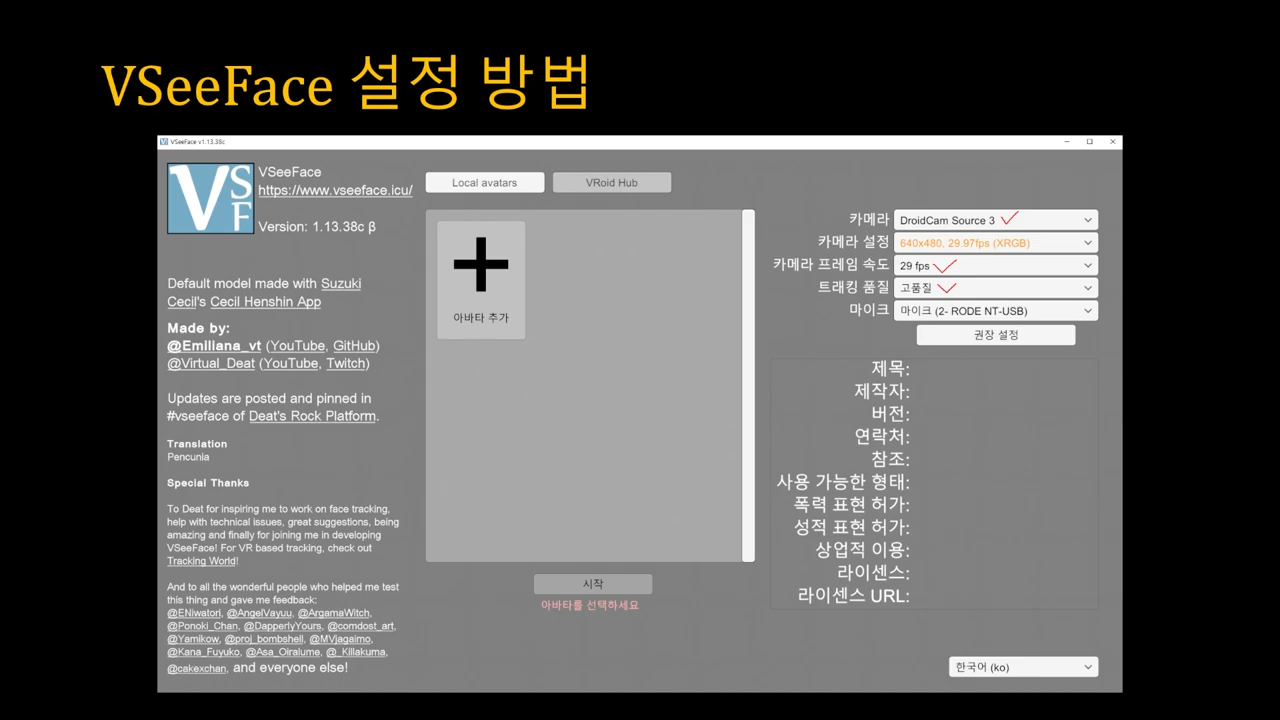 VSeeFace 설정 방법
VSeeFace v1.13.38c
VSF
VSeeFace
https://www.vseeface.icu/
Version: 1.13.38c β
Default model made with Suzuki
Cecil's Cecil Henshin App
Made by:
@Emiliana_vt (YouTube, GitHub)
@Virtual_Deat (YouTube, Twitch)
Updates are posted and pinned in
#vseeface of Deat's Rock Platform.
Translation
Pencunia
Special Thanks
To Deat for inspiring me to work on face tracking,
help with technical issues, great suggestions, being
amazing and finally for joining me in developing
VSeeFace! For VR based tracking, check out
Tracking World!
And to all the wonderful people who helped me test
this thing and gave me feedback:
@ENiwatori, @AngelVayuu, @ArgamaWitch,
@Ponoki_Chan, @DapperlyYours, @comdost_art,
@Yamikow, @proj_bombshell, @MVjagaimo,
@Kana_Fuyuko, @Asa_Oiralume, @_Killakuma,
@cakexchan, and everyone else!
Local avatars
VRoid Hub
아바타 추가
시작
아바타를 선택하세요
카메라 DroidCam Source 3
카메라 설정 640x480, 29.97fps (XRGB)
카메라 프레임 속도 29 fps
트래킹 품질 고품질
마이크 마이크 (2- RODE NT-USB)
권장 설정
제목:
제작자:
버전:
연락처:
참조:
사용 가능한 형태:
폭력 표현 허가:
성적 표현 허가:
상업적 이용:
라이센스:
라이센스 URL:
한국어 (ko)